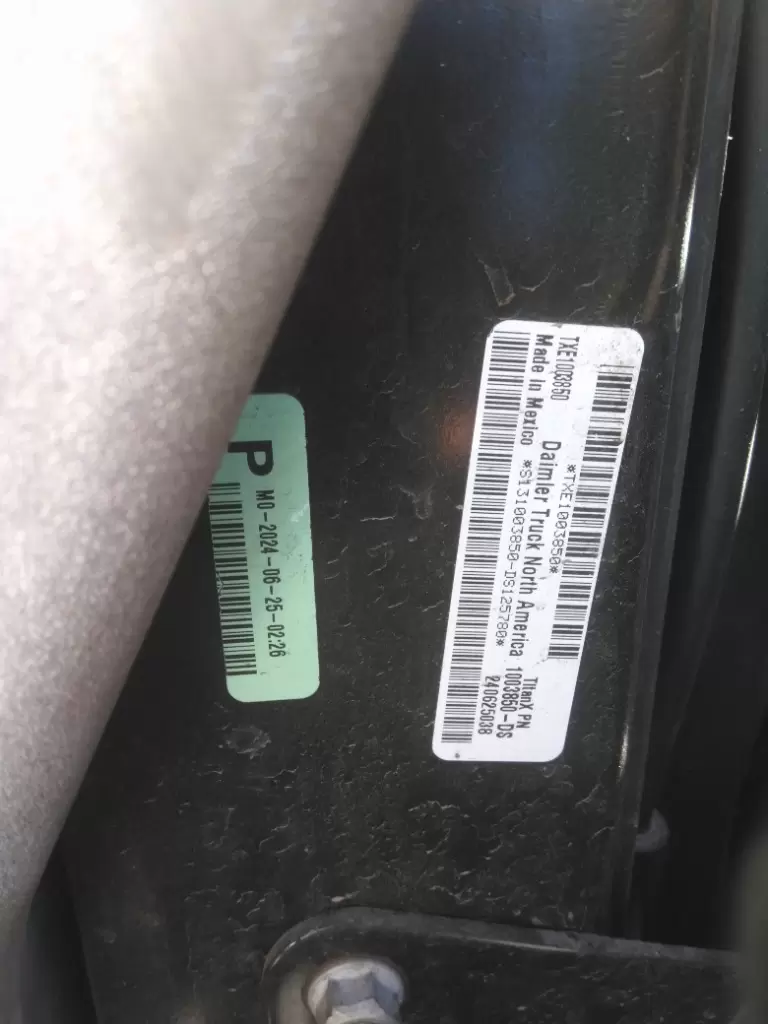 P
MO-2024-06-25-02:26
TXE1003850
*TXE1003850*
TitanX PN
Daimler Truck North America: 1003850-DS
Made in Mexico
*S131003850-DS125780*
240625038